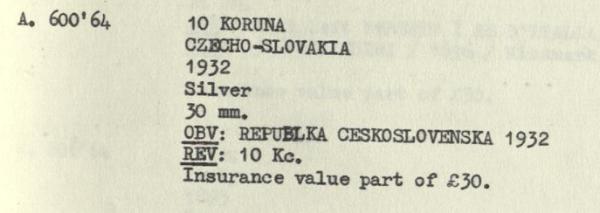 A. 600'64
10 KORUNA
CZECHO-SLOVAKIA
1932
Silver
30 mm.
OBV: REPUBLKA CESKOSLOVENSKA 1932
REV: 10 Kc.
Insurance value part of £30.